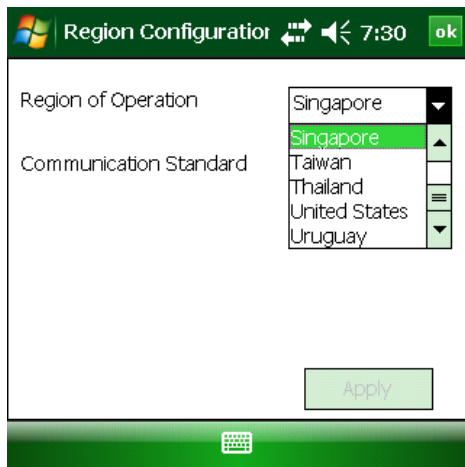 Region Configuratior 7:30 ok
Region of Operation Singapore
Singapore
Communication Standard Taiwan
Thailand
United States
Uruguay
Apply